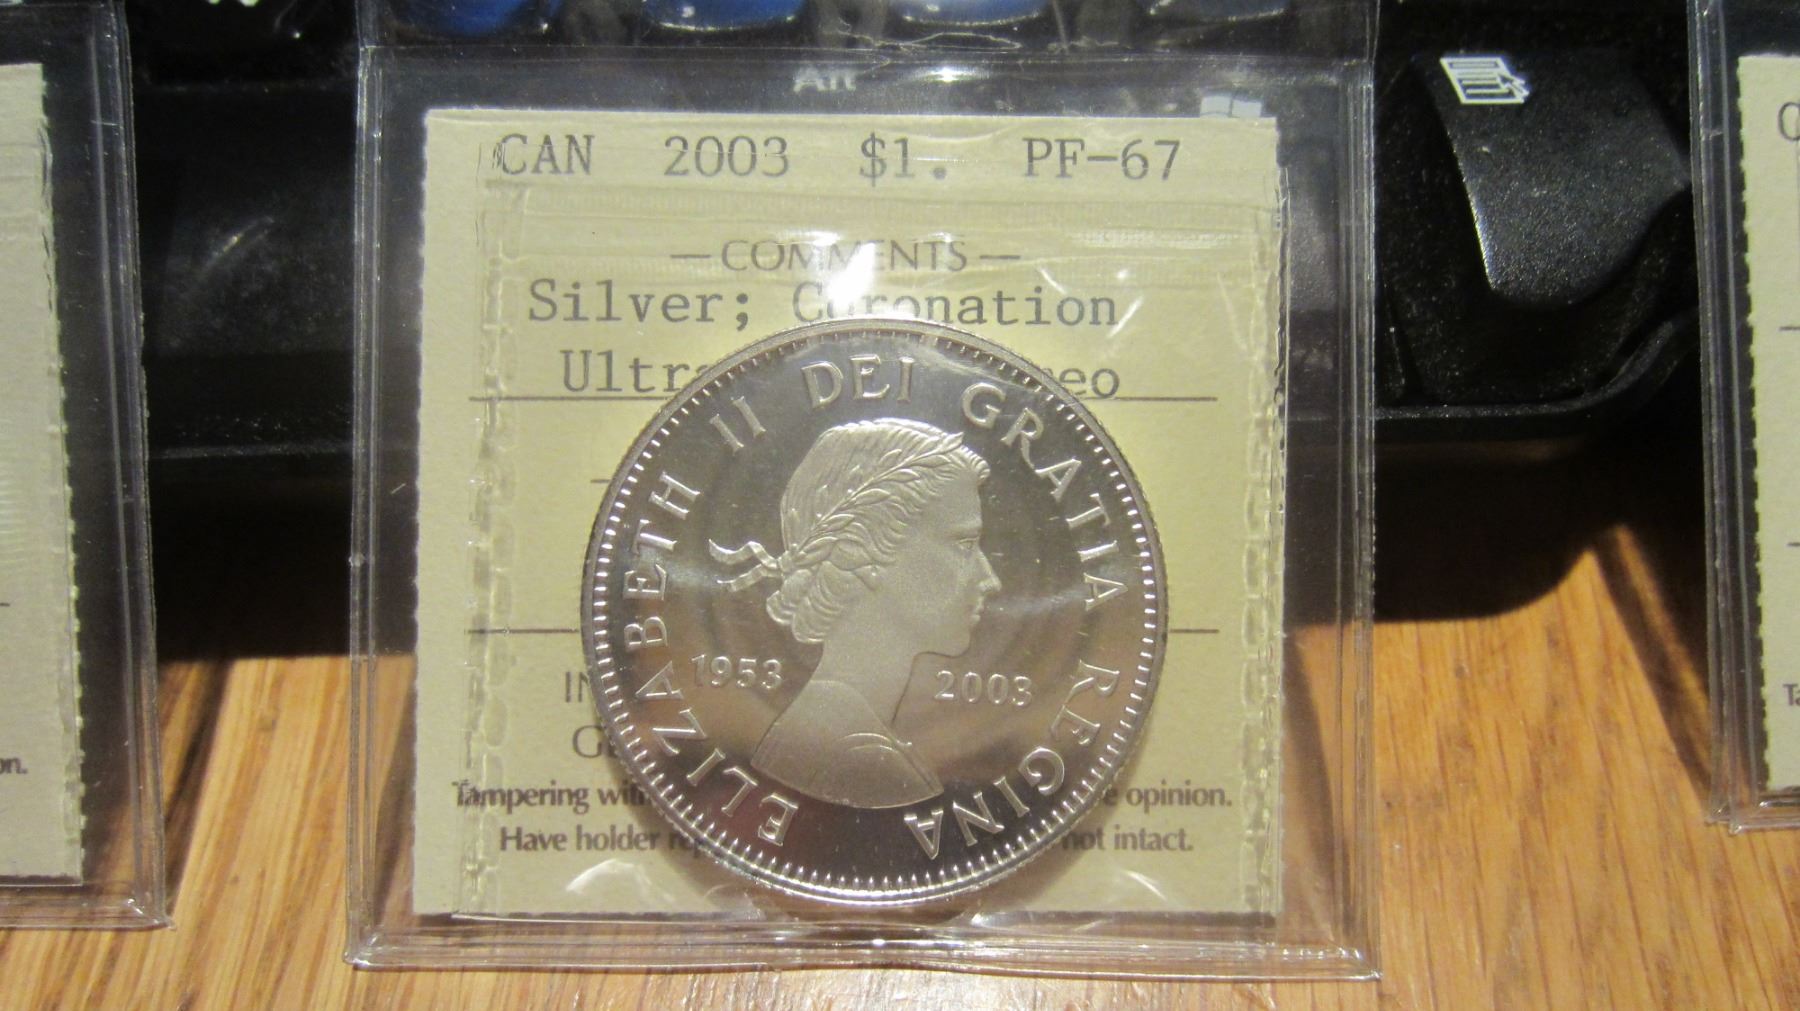 Alt
CAN 2003 $1. PF-67
— COMMENTS —
Silver; Coronation
Ultra
ELIZABETH II DEI GRATIA REGINA
1953 2003
Tampering with opinion.
Have holder not intact.